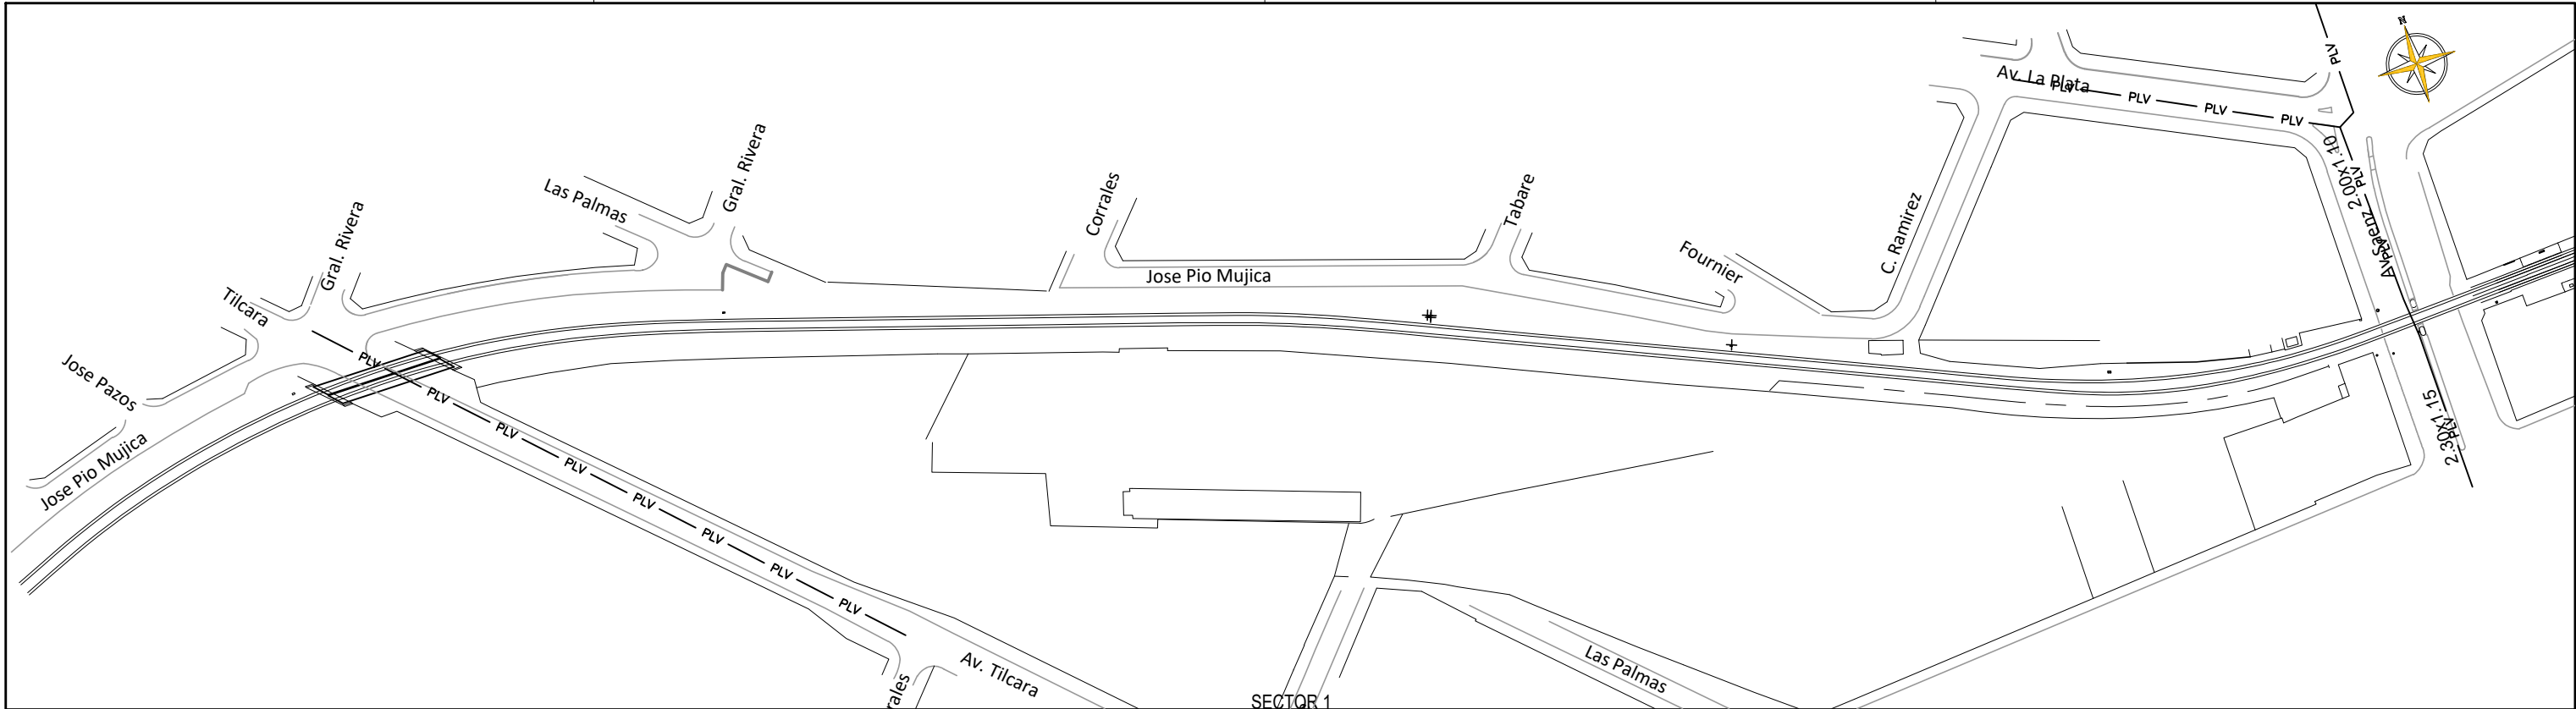 N
PLV
Av. La Plata
PLV
PLV
PLV
PLV
Av. Saenz 2.00x1.10
PLV
PLV
Gral. Rivera
Las Palmas
Corrales
Tabare
C. Ramirez
Gral. Rivera
Fournier
Jose Pio Mujica
Tilcara
Jose Pazos
PLV
PLV
PLV
PLV
PLV
PLV
PLV
PLV
2.30x1.15
PLV
Jose Pio Mujica
Av. Tilcara
Las Palmas
rales
SECTOR 1